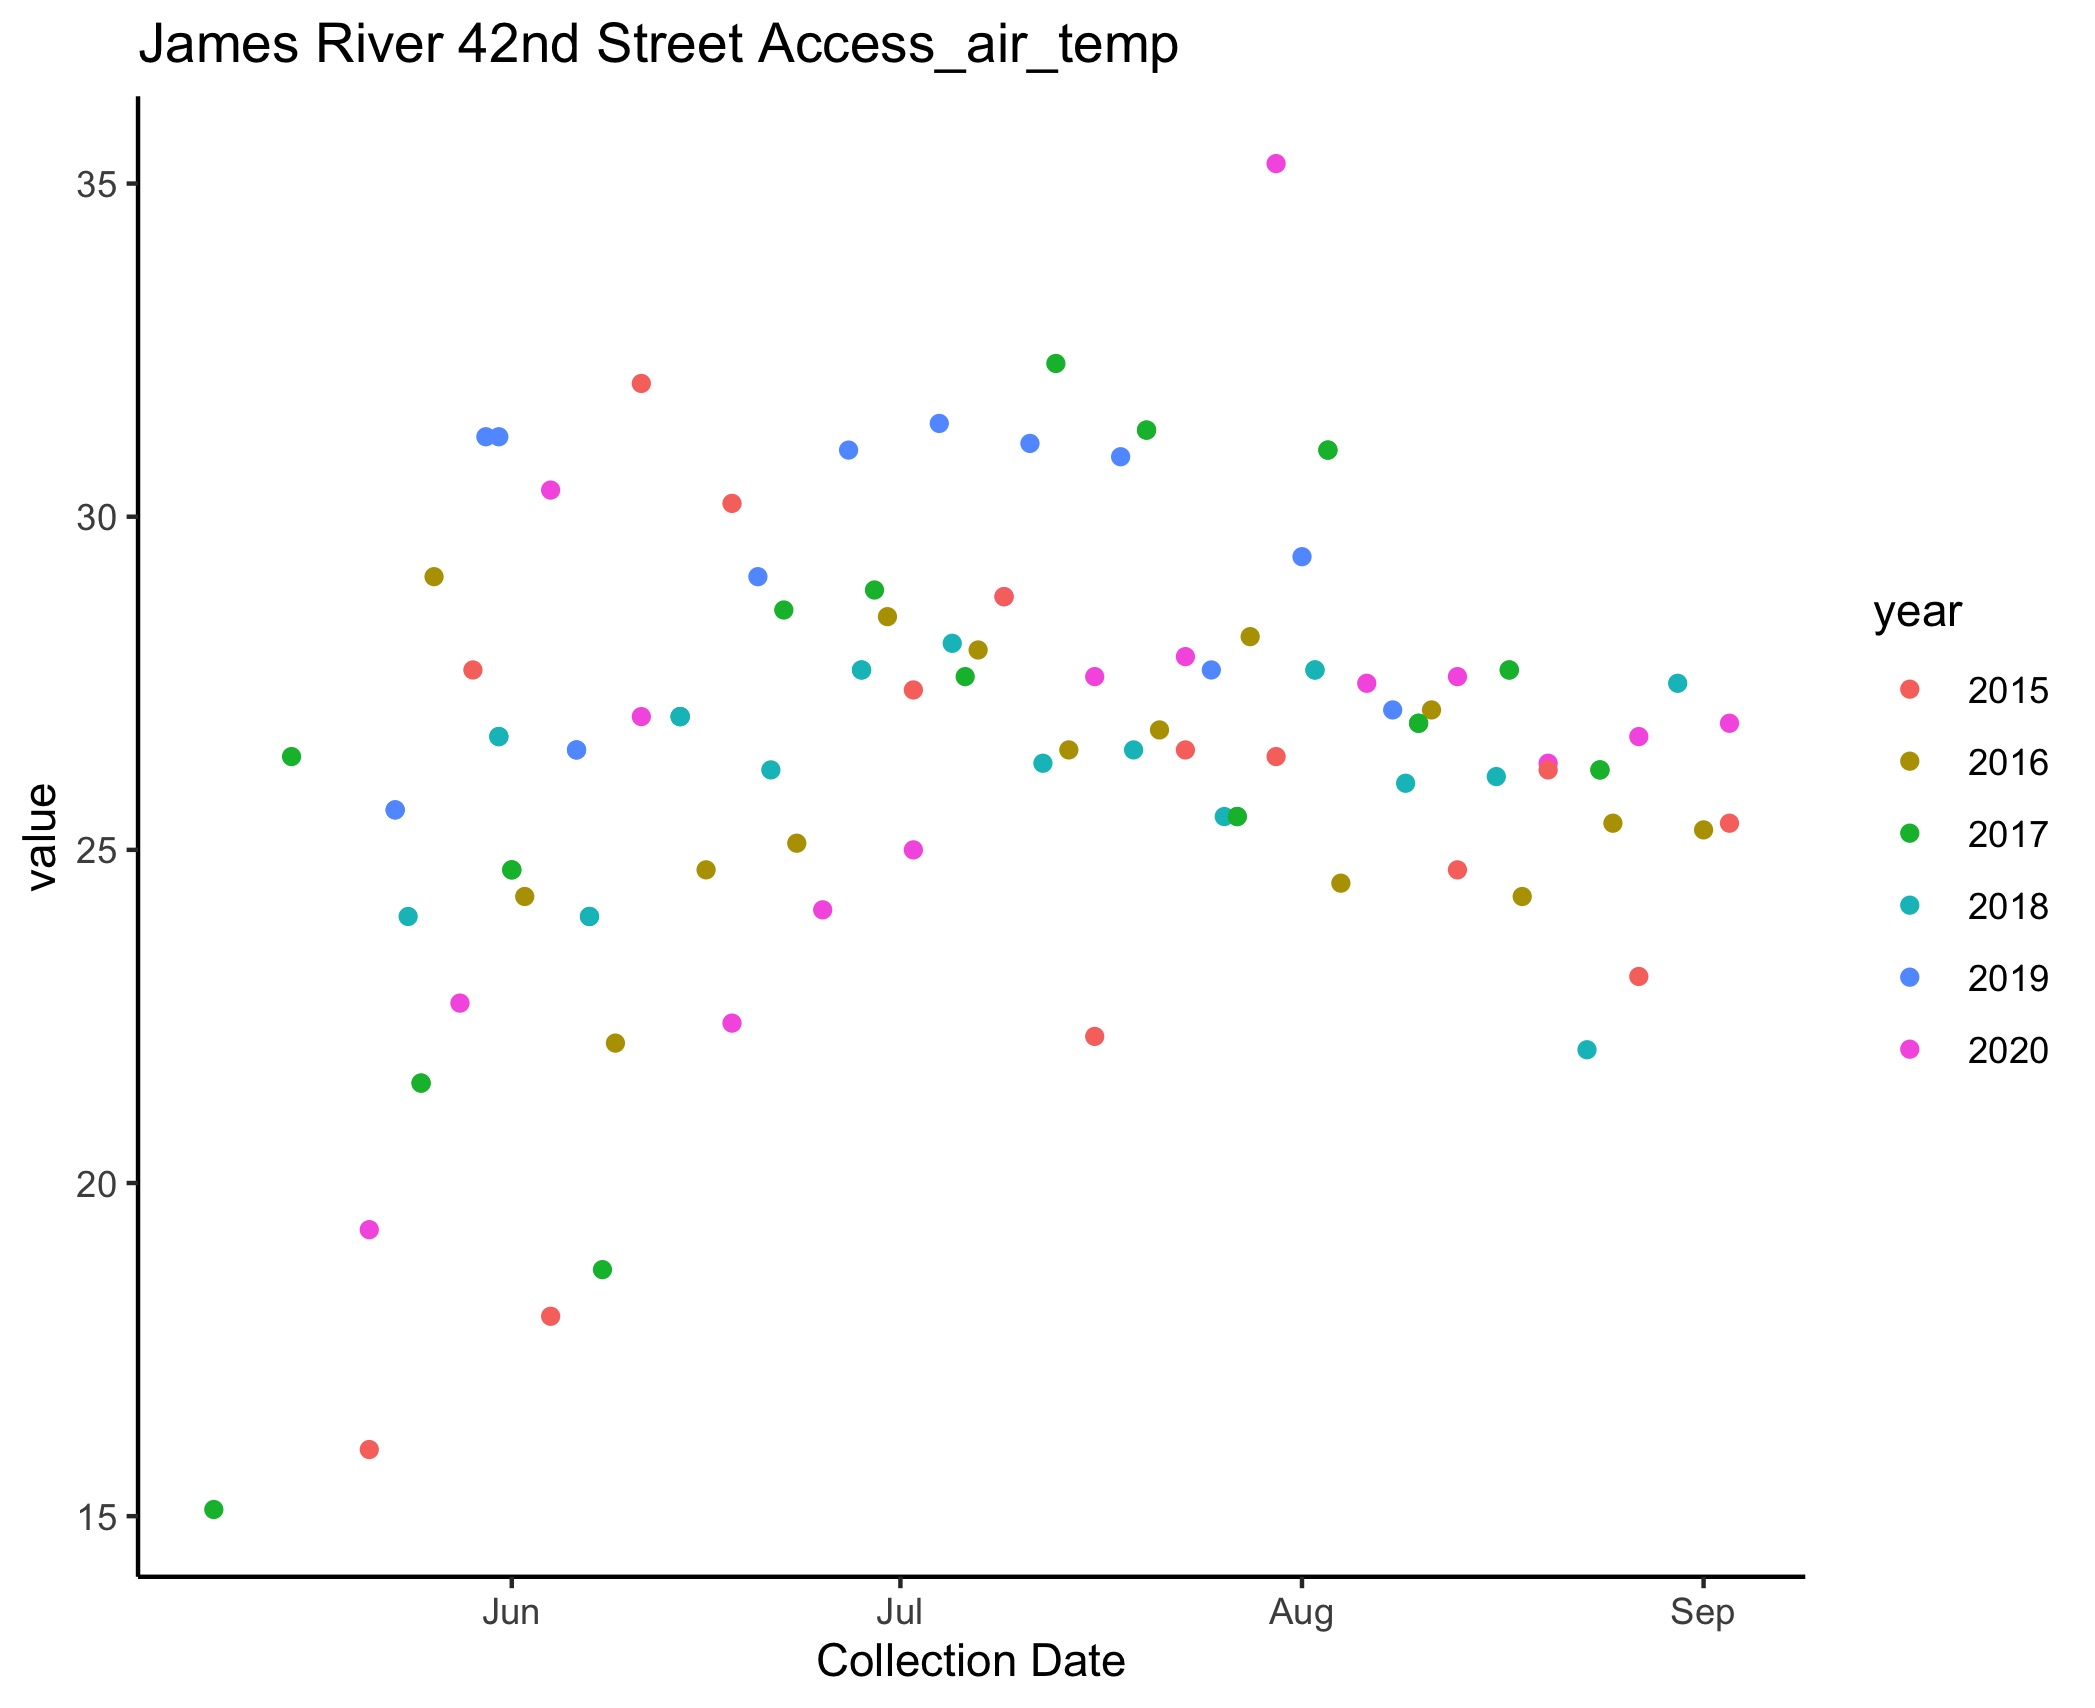 James River 42nd Street Access_air_temp
35
30
25
20
15
value
Jun Jul Aug Sep
Collection Date
year
2015
2016
2017
2018
2019
2020